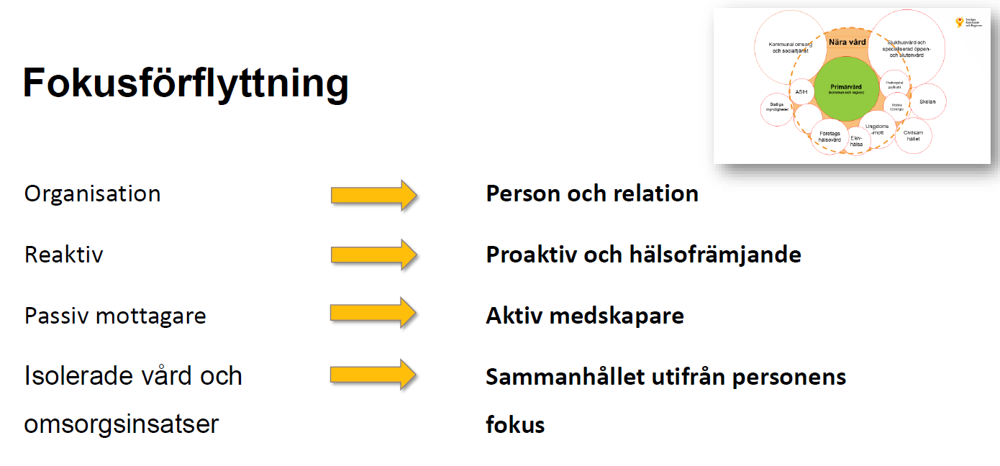 Fokusförflyttning
Organisation
Person och relation
Reaktiv
Proaktiv och hälsofrämjande
Passiv mottagare
Aktiv medskapare
Isolerade vård och
omsorgsinsatser
Sammanhållet utifrån personens
fokus
Sveriges
Kommuner
och Regioner
Nära vård
Kommunal omsorg
och socialtjänst
Sjukhusvård och
specialiserad öppen-
och slutenvård
Primärvård
(kommun och region)
ASIH
Prehospital
psykiatri
Mobila
lösningar
Skolan
Statliga
myndigheter
Företags
hälsovård
Elev-
hälsa
Ungdoms
-mott
Civilsam
hället